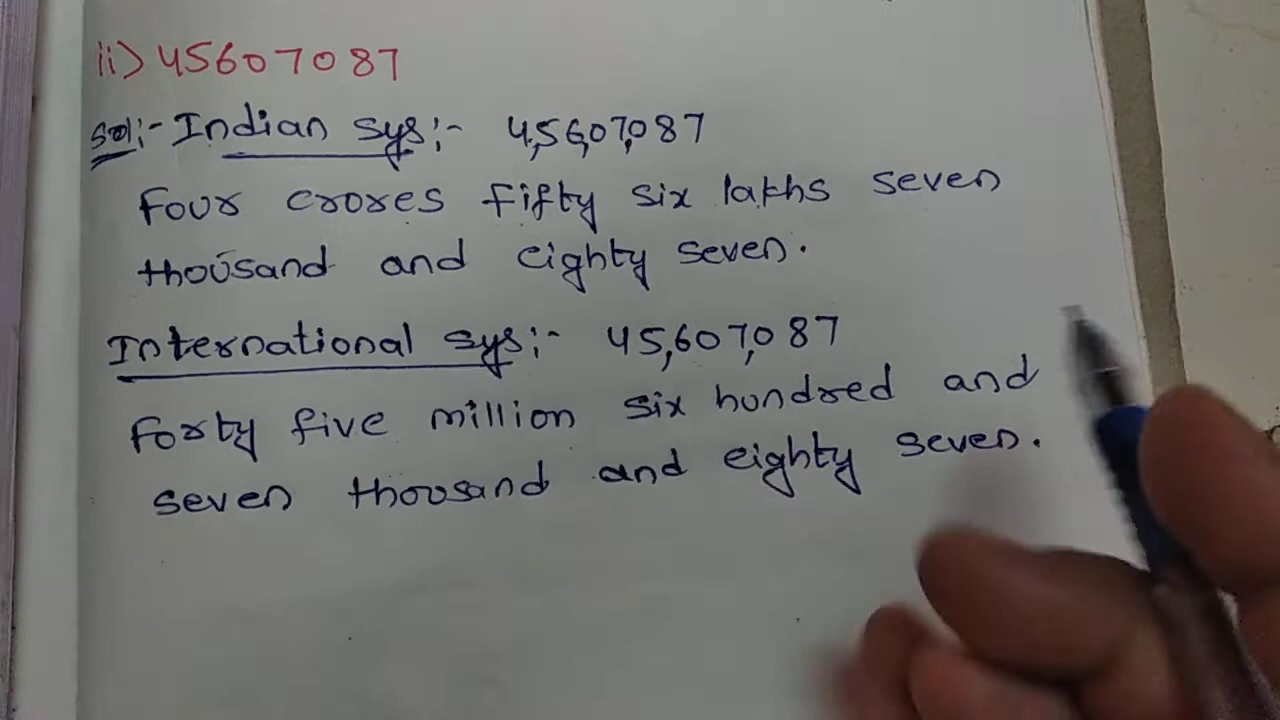 ii) 45607087
Sol:- Indian sys:- 4,56,07,087
Four crores fifty six lakhs seven
thousand and eighty seven.
International sys:- 45,607,087
Forty five million six hundred and
seven thousand and eighty seven.